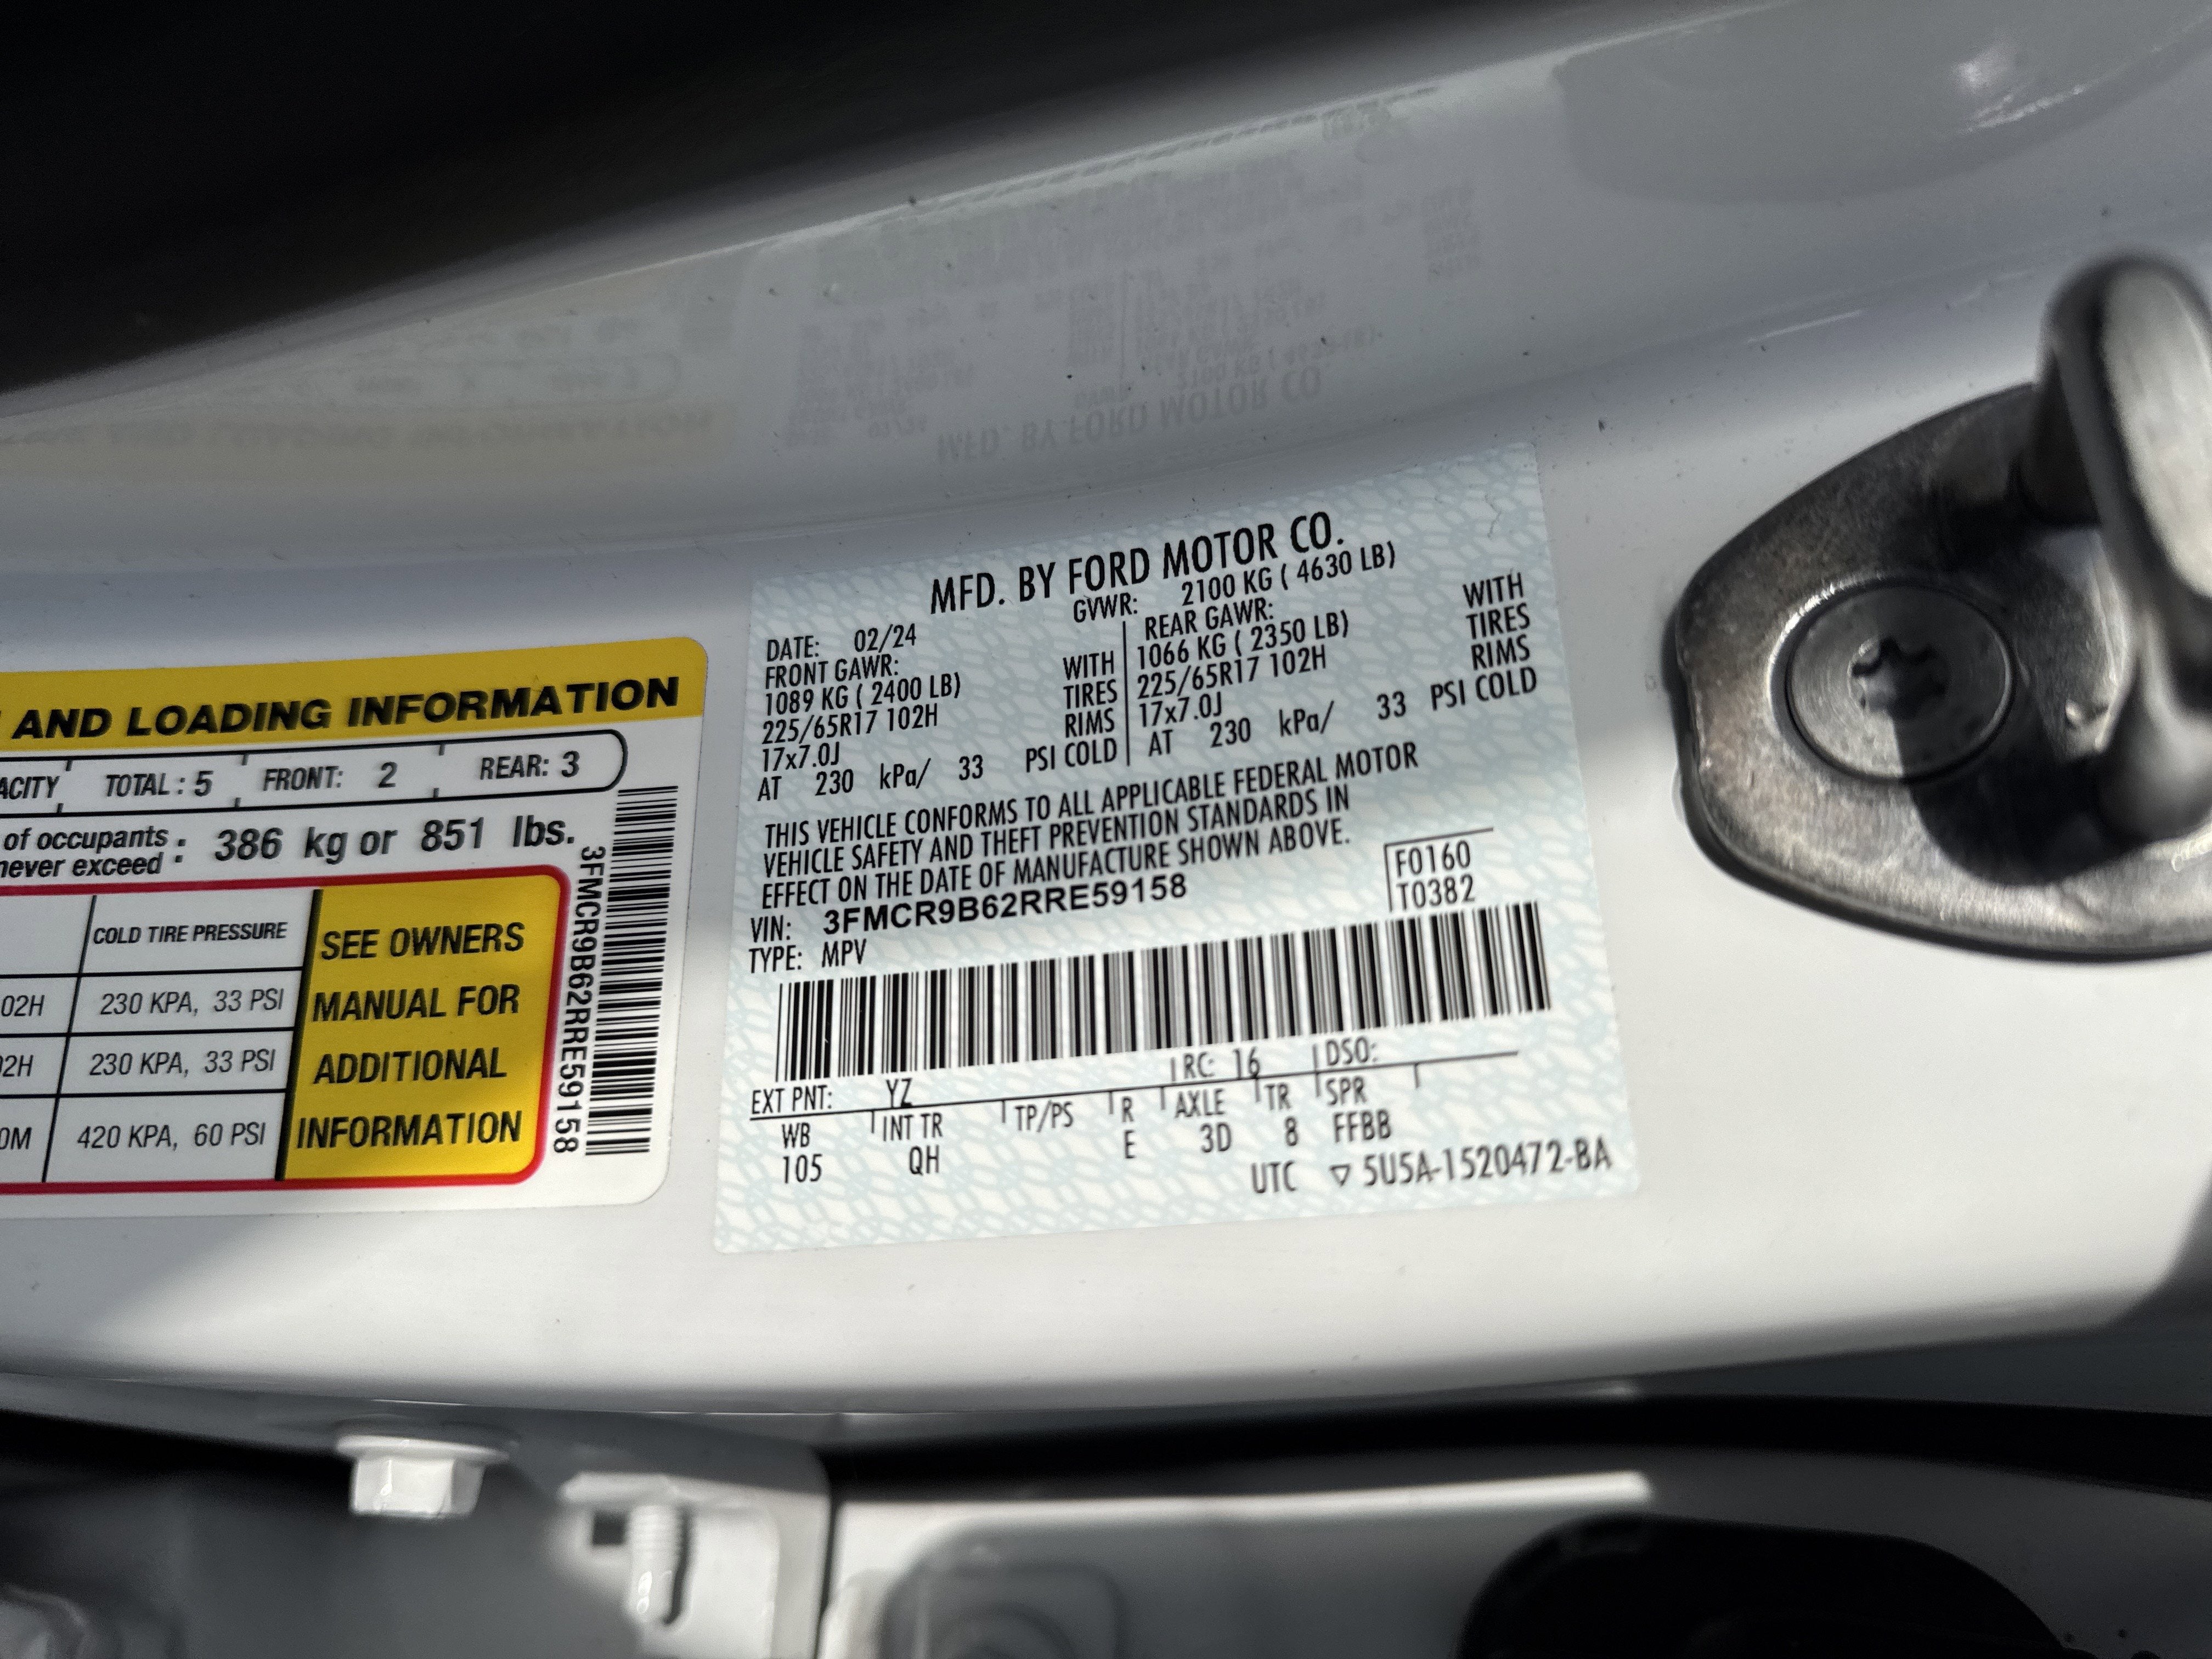 AND LOADING INFORMATION
TOTAL : 5 FRONT: 2 REAR: 3
of occupants : 386 kg or 851 lbs.
never exceed :
COLD TIRE PRESSURE
02H 230 KPA, 33 PSI
2H 230 KPA, 33 PSI
0M 420 KPA, 60 PSI
SEE OWNERS
MANUAL FOR
ADDITIONAL
INFORMATION
3FMCR9B62RRE59158
MFD. BY FORD MOTOR CO.
DATE: 02/24 GVWR: 2100 KG ( 4630 LB)
FRONT GAWR: REAR GAWR:
1089 KG ( 2400 LB) WITH 1066 KG ( 2350 LB) WITH
225/65R17 102H TIRES 225/65R17 102H TIRES
17x7.0J RIMS 17x7.0J RIMS
AT 230 kPa/ 33 PSI COLD AT 230 kPa/ 33 PSI COLD
THIS VEHICLE CONFORMS TO ALL APPLICABLE FEDERAL MOTOR
VEHICLE SAFETY AND THEFT PREVENTION STANDARDS IN
EFFECT ON THE DATE OF MANUFACTURE SHOWN ABOVE.
VIN: 3FMCR9B62RRE59158 F0160
TYPE: MPV T0382
EXT PNT: YZ RC: 16 DSO:
WB INT TR TP/PS R AXLE TR SPR
105 QH E 3D 8 FFBB
UTC ▽ 5U5A-1520472-BA